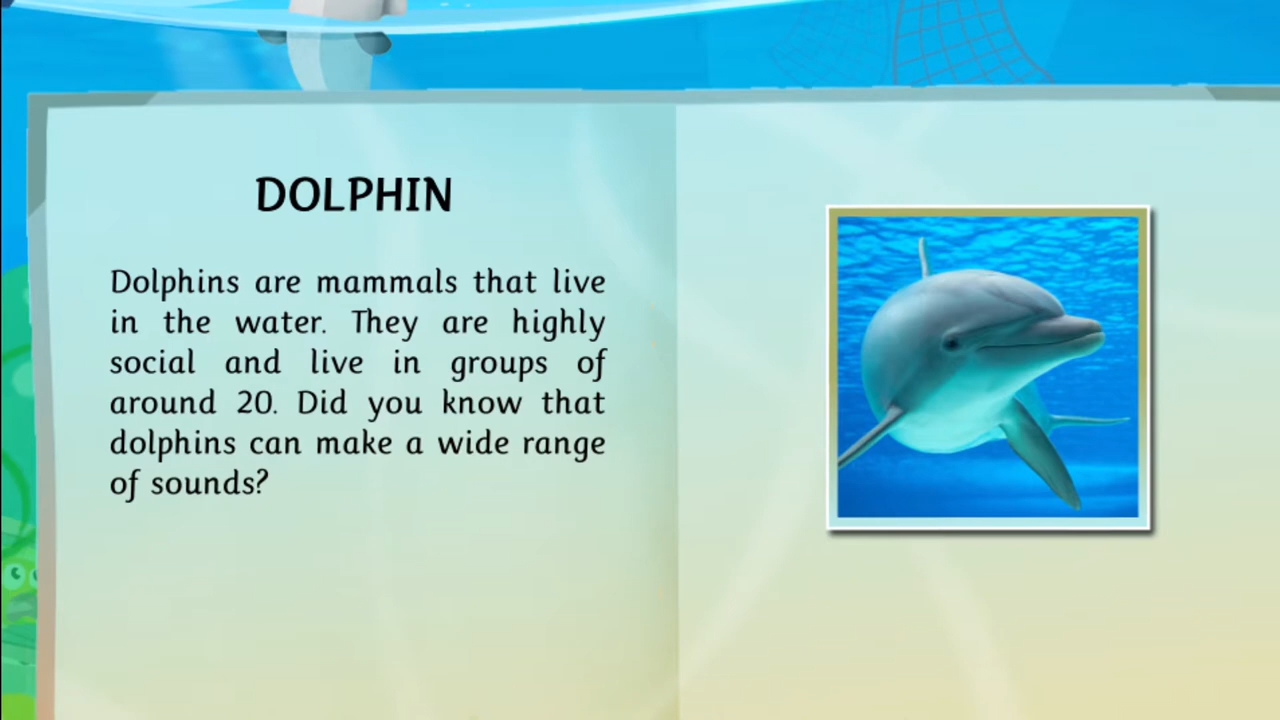 DOLPHIN
Dolphins are mammals that live
in the water. They are highly
social and live in groups of
around 20. Did you know that
dolphins can make a wide range
of sounds?